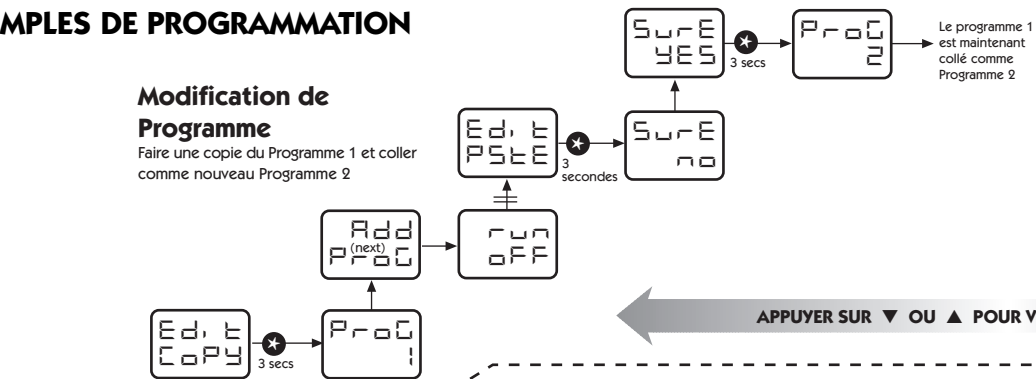 MPLES DE PROGRAMMATION
Modification de
Programme
Faire une copie du Programme 1 et coller
comme nouveau Programme 2
Edit
CoPY
3 secs
ProG
1
Add
(next)
ProG
run
oFF
Edit
PStE
3
secondes
SurE
no
SurE
YES
3 secs
ProG
2
Le programme 1
est maintenant
collé comme
Programme 2
APPUYER SUR ▼ OU ▲ POUR V